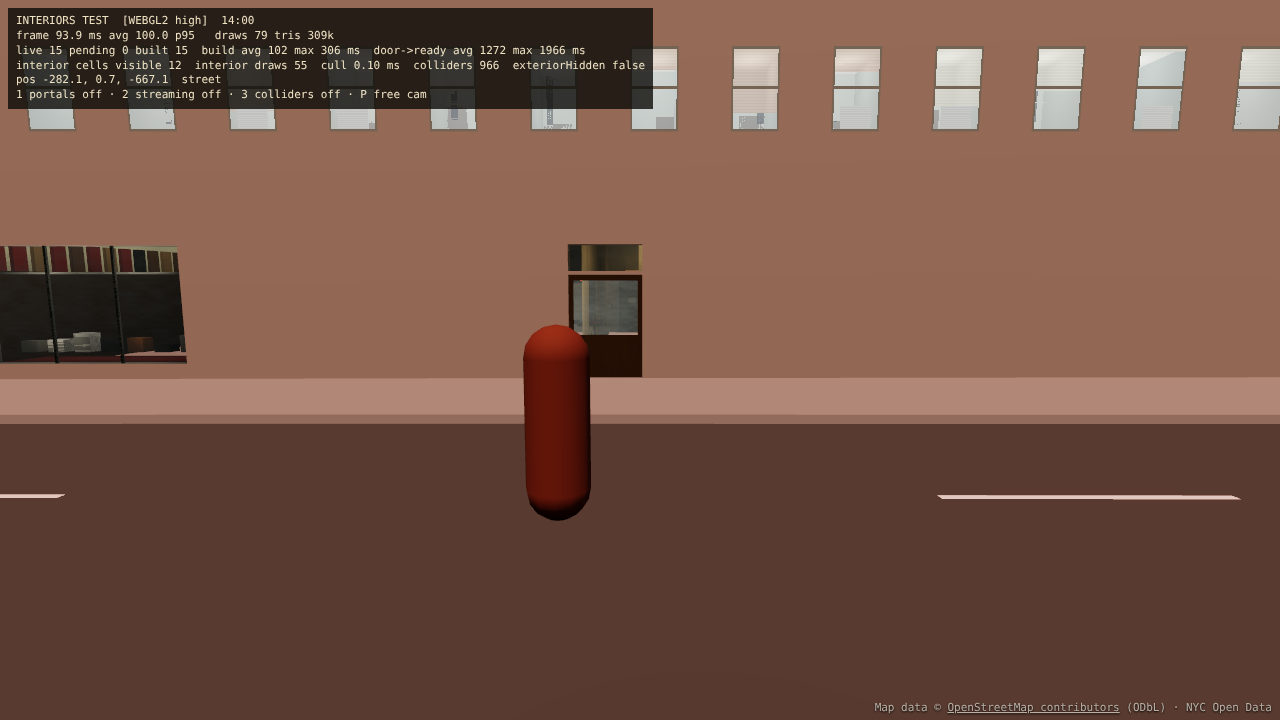 INTERIORS TEST  [WEBGL2 high]  14:00
frame 93.9 ms avg 100.0 p95   draws 79 tris 309k
live 15 pending 0 built 15  build avg 102 max 306 ms  door->ready avg 1272 max 1966 ms
interior cells visible 12  interior draws 55  cull 0.10 ms  colliders 966  exteriorHidden false
pos -282.1, 0.7, -667.1  street
1 portals off · 2 streaming off · 3 colliders off · P free cam
Map data © OpenStreetMap contributors (ODbL) · NYC Open Data